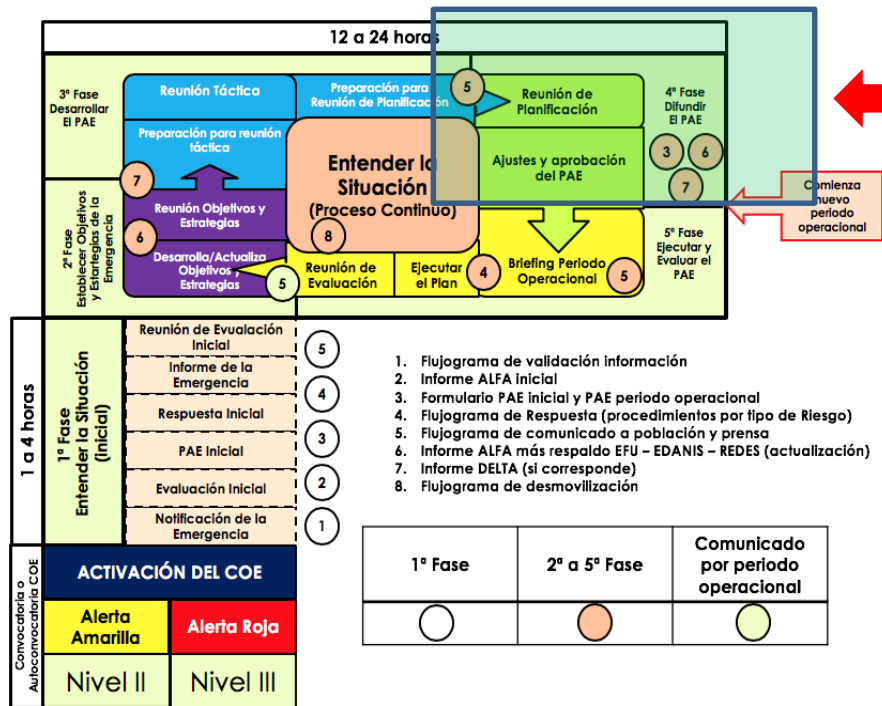 12 a 24 horas
3ª Fase
Desarrollar
El PAE
Reunión Táctica
Preparación para
Reunión de Planificación
5
Reunión de
Planificación
4ª Fase
Difundir
El PAE
3
6
7
Preparación para reunión
táctica
7
Entender la
Situación
(Proceso Continuo)
8
Ajustes y aprobación
del PAE
Comienza
nuevo
periodo
operacional
2ª Fase
Establecer Objetivos
y Estartegias de la
Emergencia
Reunión Objetivos y
Estrategias
6
Desarrolla/Actualiza
Objetivos y
Estrategias
5
Reunión de
Evaluación
Ejecutar
el Plan
4
Briefing Periodo
Operacional
5
5ª Fase
Ejecutar y
Evaluar el
PAE
1 a 4 horas
1ª Fase
Entender la Situación
(Inicial)
Reunión de Evualación
Inicial
5
Informe de la
Emergencia
4
Respuesta Inicial
3
PAE Inicial
2
Evaluación Inicial
Notificación de la
Emergencia
1
1. Flujograma de validación información
2. Informe ALFA inicial
3. Formulario PAE inicial y PAE periodo operacional
4. Flujograma de Respuesta (procedimientos por tipo de Riesgo)
5. Flujograma de comunicado a población y prensa
6. Informe ALFA más respaldo EFU – EDANIS – REDES (actualización)
7. Informe DELTA (si corresponde)
8. Flujograma de desmovilización
1ª Fase
2ª a 5ª Fase
Comunicado
por periodo
operacional
Convocatoria o
Autoconvocatoria COE
ACTIVACIÓN DEL COE
Alerta
Amarilla
Alerta Roja
Nivel II
Nivel III